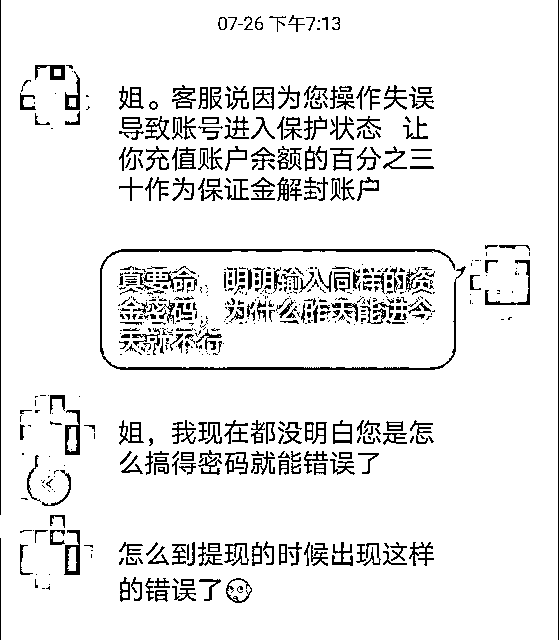 07-26 下午7:13
姐。客服说因为您操作失误
导致账号进入保护状态 让
你充值账户余额的百分之三
十作为保证金解封账户
真要命，明明输入同样的资
金密码，为什么昨天能进今
天就不行
姐，我现在都没明白您是怎
么搞得密码就能错误了
怎么到提现的时候出现这样
的错误了